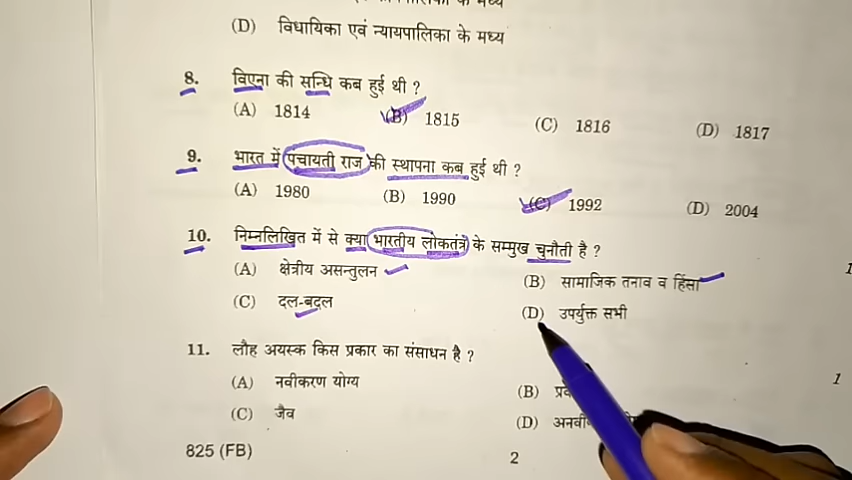 के मध्य
(D) विधायिका एवं न्यायपालिका के मध्य
8. विएना की सन्धि कब हुई थी ?
(A) 1814 (B) 1815 (C) 1816 (D) 1817
9. भारत में पंचायती राज की स्थापना कब हुई थी ?
(A) 1980 (B) 1990 (C) 1992 (D) 2004
10. निम्नलिखित में से क्या भारतीय लोकतंत्र के सम्मुख चुनौती है ?
(A) क्षेत्रीय असन्तुलन (B) सामाजिक तनाव व हिंसा
1
(C) दल-बदल (D) उपर्युक्त सभी
11. लौह अयस्क किस प्रकार का संसाधन है ?
(A) नवीकरण योग्य (B)
1
(C) जैव (D)
825 (FB) 2